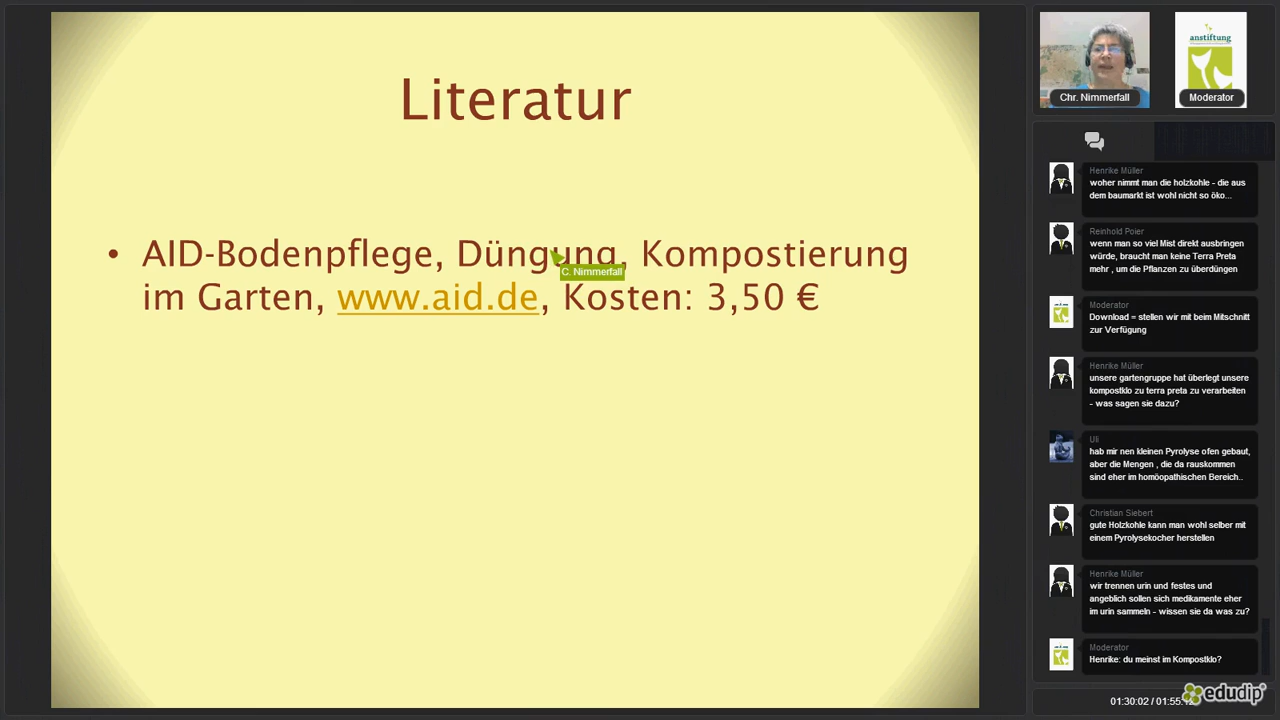 Literatur
• AID-Bodenpflege, Düngung, Kompostierung
im Garten, www.aid.de, Kosten: 3,50 €
C. Nimmerfall
anstiftung
Chr. Nimmerfall
Moderator
Henrike Müller
woher nimmt man die holzkohle - die aus
dem baumarkt ist wohl nicht so öko...
Reinhold Poier
wenn man so viel Mist direkt ausbringen
würde, braucht man keine Terra Preta
mehr , um die Pflanzen zu überdüngen
Moderator
Download = stellen wir mit beim Mitschnitt
zur Verfügung
Henrike Müller
unsere gartengruppe hat überlegt unsere
kompostklo zu terra preta zu verarbeiten
- was sagen sie dazu?
Uli
hab mir nen kleinen Pyrolyse ofen gebaut,
aber die Mengen , die da rauskommen
sind eher im homöopathischen Bereich..
Christian Siebert
gute Holzkohle kann man wohl selber mit
einem Pyrolysekocher herstellen
Henrike Müller
wir trennen urin und festes und
angeblich sollen sich medikamente eher
im urin sammeln - wissen sie da was zu?
Moderator
Henrike: du meinst im Kompostklo?
01:30:02 / 01:55:
edudip